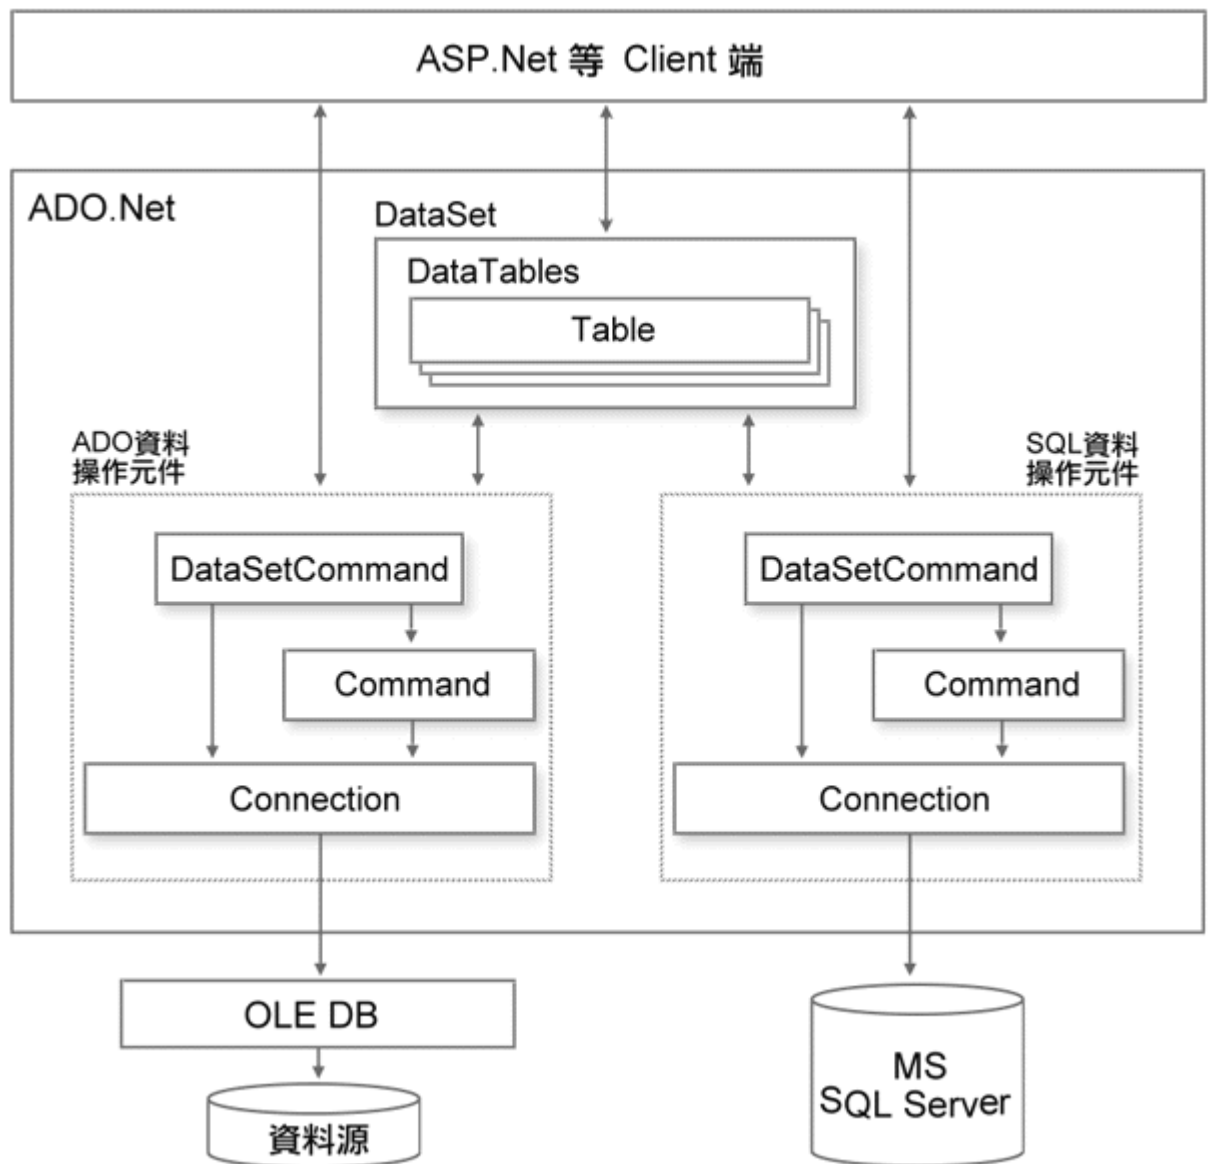 ASP.Net 等 Client 端
ADO.Net
DataSet
DataTables
Table
ADO資料
操作元件
SQL資料
操作元件
DataSetCommand
DataSetCommand
Command
Command
Connection
Connection
OLE DB
MS
SQL Server
資料源